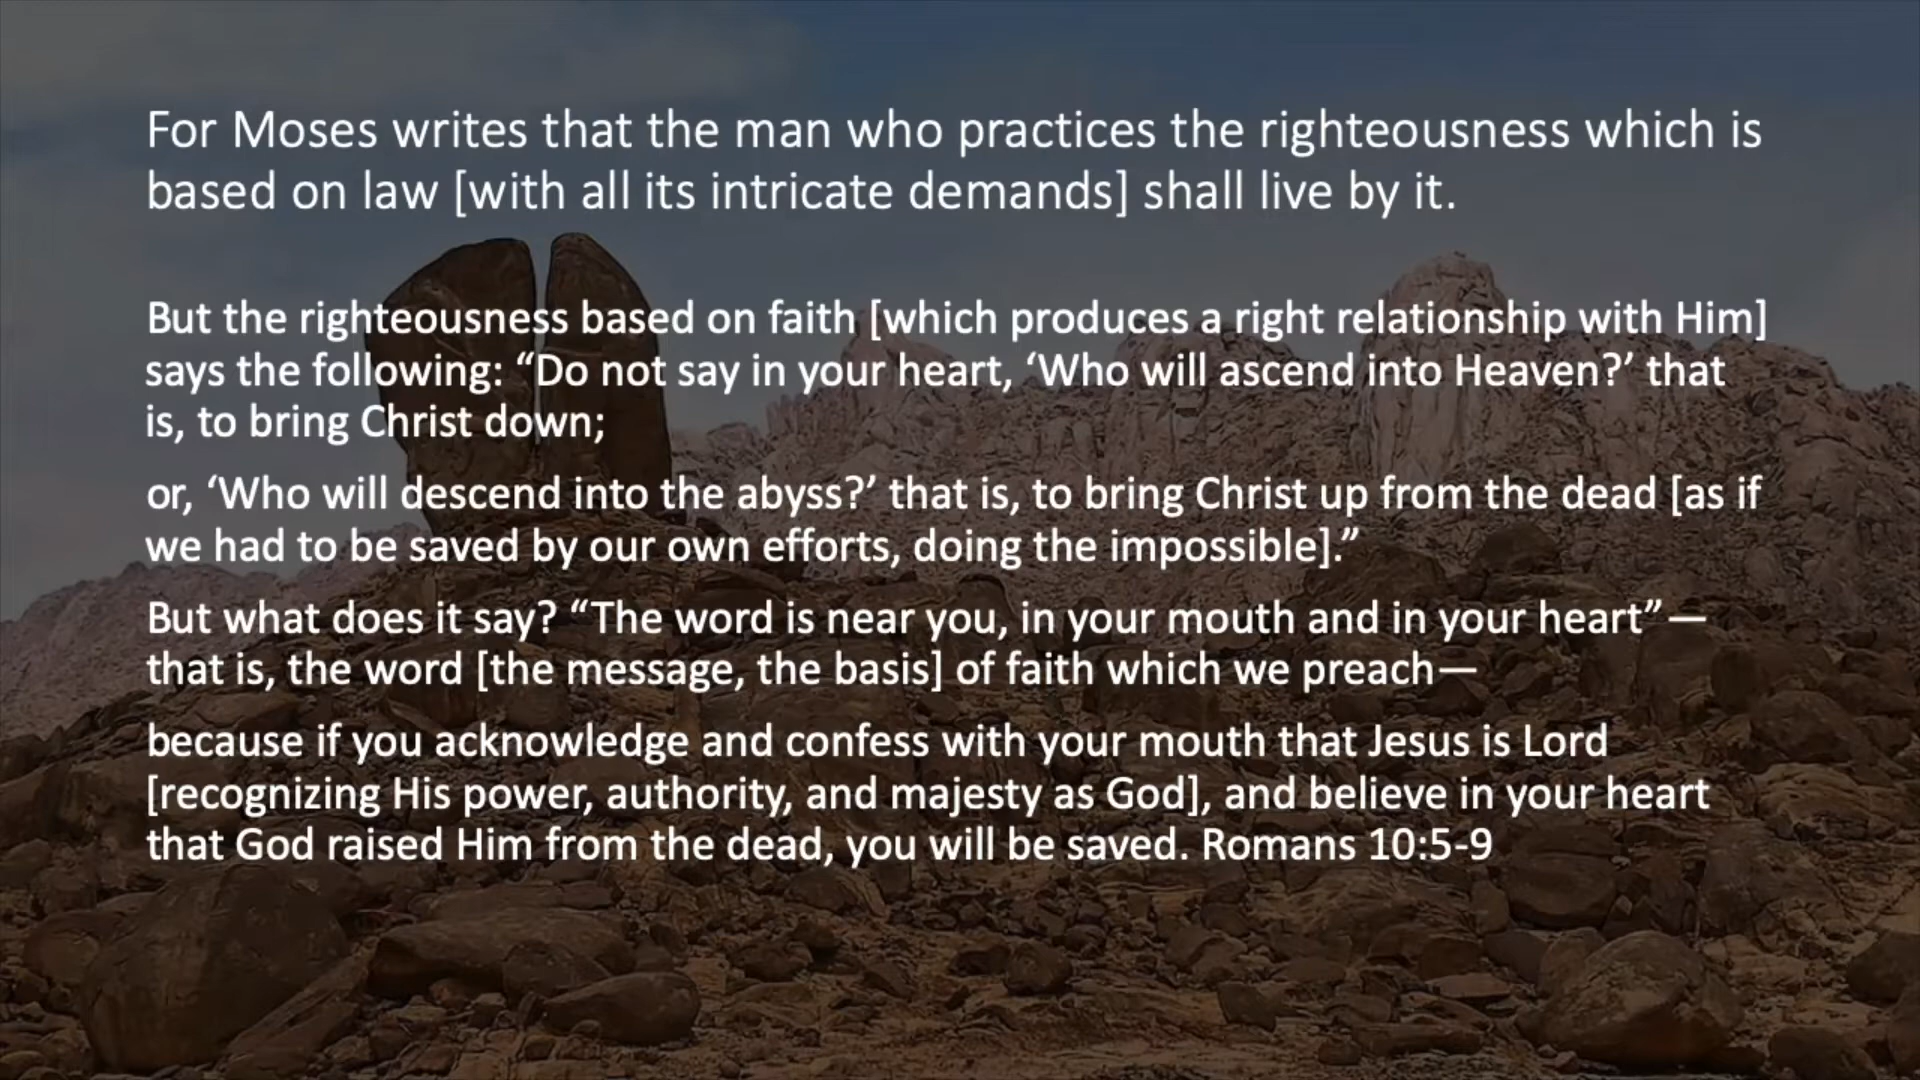 For Moses writes that the man who practices the righteousness which is
based on law [with all its intricate demands] shall live by it.
But the righteousness based on faith [which produces a right relationship with Him]
says the following: “Do not say in your heart, ‘Who will ascend into Heaven?’ that
is, to bring Christ down;
or, ‘Who will descend into the abyss?’ that is, to bring Christ up from the dead [as if
we had to be saved by our own efforts, doing the impossible].”
But what does it say? “The word is near you, in your mouth and in your heart”—
that is, the word [the message, the basis] of faith which we preach—
because if you acknowledge and confess with your mouth that Jesus is Lord
[recognizing His power, authority, and majesty as God], and believe in your heart
that God raised Him from the dead, you will be saved. Romans 10:5-9